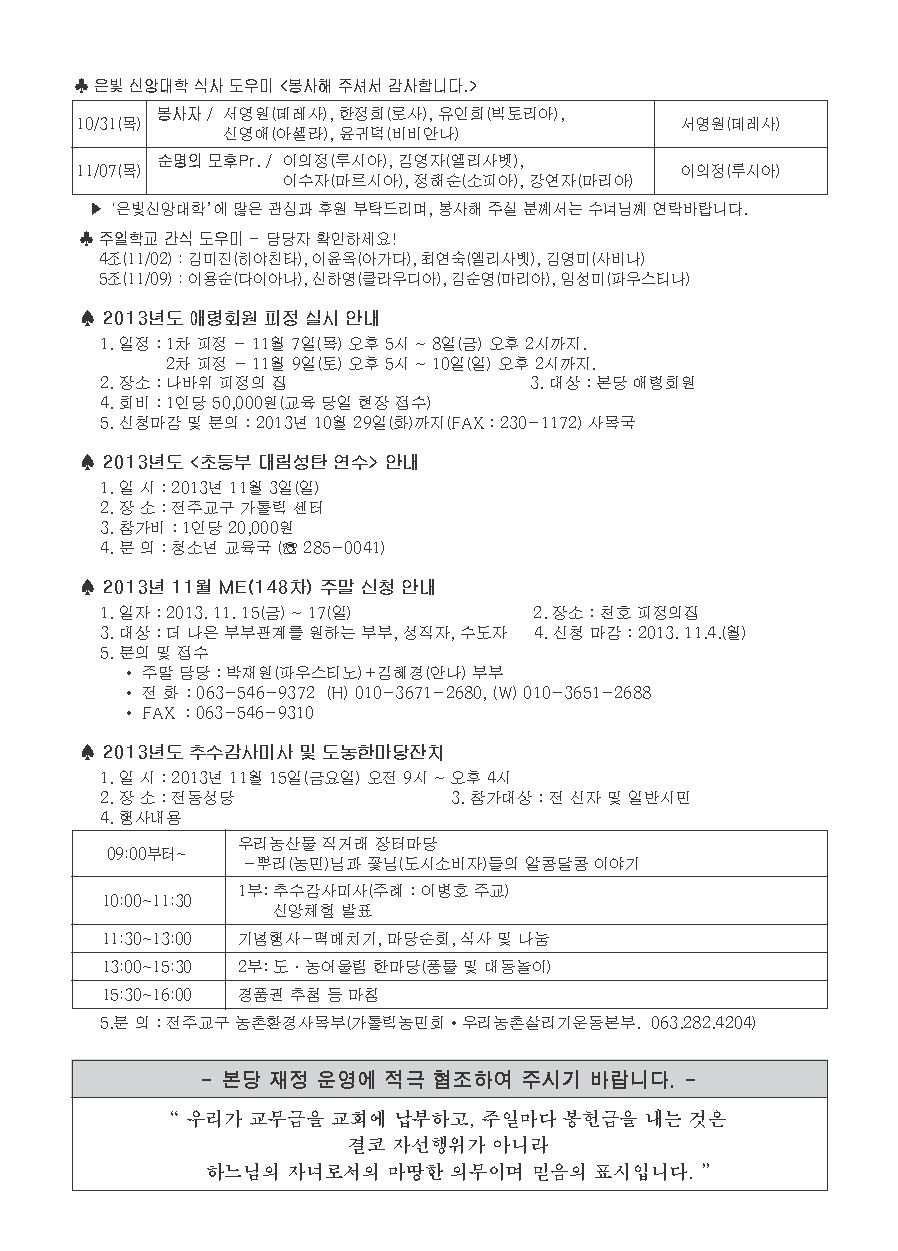 ♣ 은빛 신앙대학 식사 도우미 <봉사해 주셔서 감사합니다.>
10/31(목) 봉사자 / 서영원(데레사), 한정희(로사), 유인희(빅토리아), 서영원(데레사)
신영애(아셀라), 윤귀덕(비비안나)
11/07(목) 순명의 모후Pr. / 이의정(루시아), 김영자(엘리사벳), 이의정(루시아)
이수자(마르시아), 정해순(소피아), 강연자(마리아)
▶ ‘은빛신앙대학’에 많은 관심과 후원 부탁드리며, 봉사해 주실 분께서는 수녀님께 연락바랍니다.
♣ 주일학교 간식 도우미 - 담당자 확인하세요!
4조(11/02) : 김미진(히야친타), 이윤옥(아가다), 최연숙(엘리사벳), 김영미(사비나)
5조(11/09) : 이용순(다이아나), 신하영(클라우디아), 김순영(마리아), 임성미(파우스티나)
♠ 2013년도 애령회원 피정 실시 안내
1. 일정 : 1차 피정 - 11월 7일(목) 오후 5시 ~ 8일(금) 오후 2시까지.
2차 피정 - 11월 9일(토) 오후 5시 ~ 10일(일) 오후 2시까지.
2. 장소 : 나바위 피정의 집 3. 대상 : 본당 애령회원
4. 회비 : 1인당 50,000원(교육 당일 현장 접수)
5. 신청마감 및 문의 : 2013년 10월 29일(화)까지(FAX : 230-1172) 사목국
♠ 2013년도 <초등부 대림성탄 연수> 안내
1. 일 시 : 2013년 11월 3일(일)
2. 장 소 : 전주교구 가톨릭 센터
3. 참가비 : 1인당 20,000원
4. 문 의 : 청소년 교육국 (☏ 285-0041)
♠ 2013년 11월 ME(148차) 주말 신청 안내
1. 일자 : 2013. 11. 15(금) ~ 17(일) 2. 장소 : 천호 피정의집
3. 대상 : 더 나은 부부관계를 원하는 부부, 성직자, 수도자 4. 신청 마감 : 2013. 11.4.(월)
5. 문의 및 접수
• 주말 담당 : 박재원(파우스티노)+김혜경(안나) 부부
• 전 화 : 063-546-9372 (H) 010-3671-2680, (W) 010-3651-2688
• FAX : 063-546-9310
♠ 2013년도 추수감사미사 및 도농한마당잔치
1. 일 시 : 2013년 11월 15일(금요일) 오전 9시 ~ 오후 4시
2. 장 소 : 전동성당 3. 참가대상 : 전 신자 및 일반시민
4. 행사내용
09:00부터~ 우리농산물 직거래 장터마당
-뿌리(농민)님과 꽃님(도시소비자)들의 알콩달콩 이야기
10:00~11:30 1부: 추수감사미사(주례 : 이병호 주교)
신앙체험 발표
11:30~13:00 기념행사-떡메치기, 마당순회, 식사 및 나눔
13:00~15:30 2부: 도·농어울림 한마당(풍물 및 대동놀이)
15:30~16:00 경품권 추첨 등 마침
5.문 의 : 전주교구 농촌환경사목부(가톨릭농민회·우리농촌살리기운동본부. 063.282.4204)
- 본당 재정 운영에 적극 협조하여 주시기 바랍니다. -
“ 우리가 교무금을 교회에 납부하고, 주일마다 봉헌금을 내는 것은
결코 자선행위가 아니라
하느님의 자녀로서의 마땅한 의무이며 믿음의 표시입니다. ”